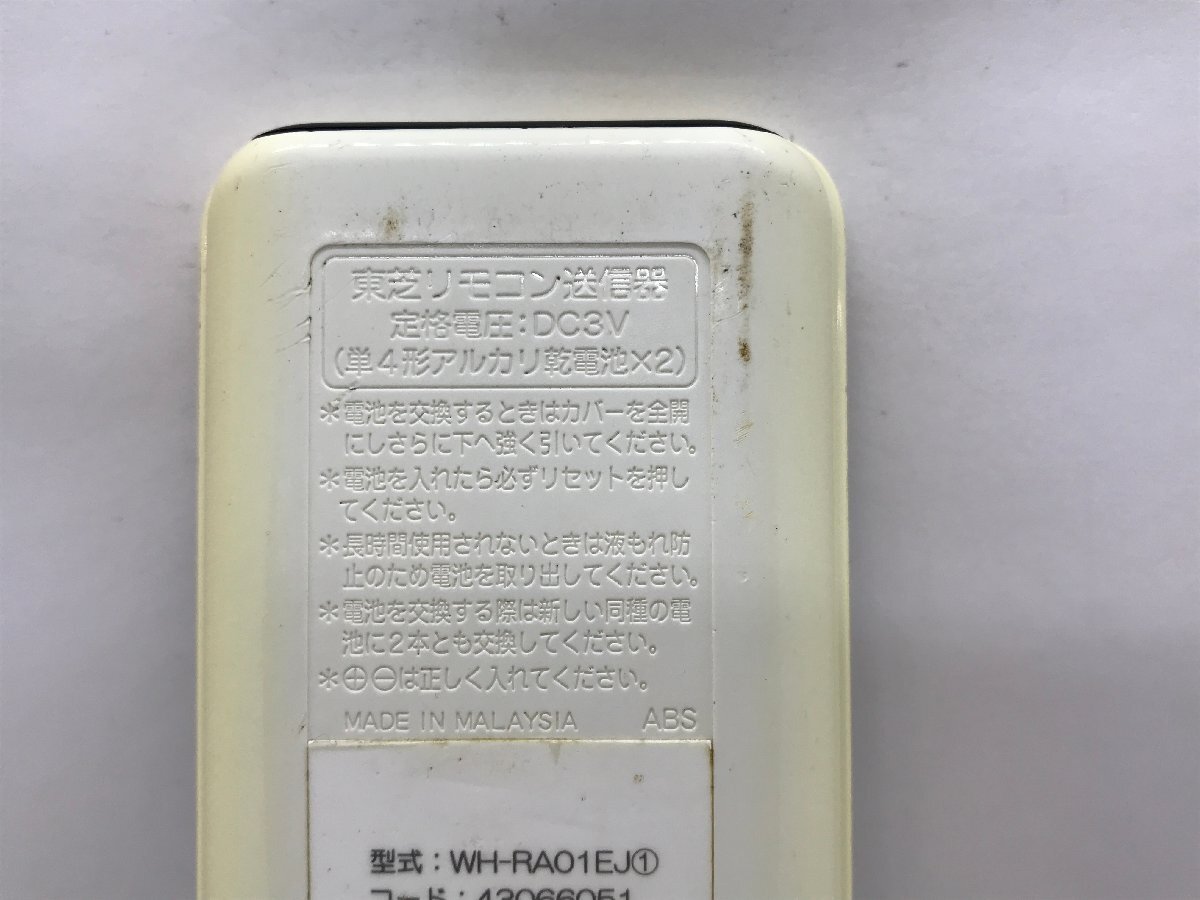 東芝リモコン送信器
定格電圧:DC3V
(単4形アルカリ乾電池×2)
*電池を交換するときはカバーを全開
にしさらに下へ強く引いてください。
*電池を入れたら必ずリセットを押し
てください。
*長時間使用されないときは液もれ防
止のため電池を取り出してください。
*電池を交換する際は新しい同種の電
池に2本とも交換してください。
*⊕⊖は正しく入れてください。
MADE IN MALAYSIA ABS
型式:WH-RA01EJ①
コード:43066051